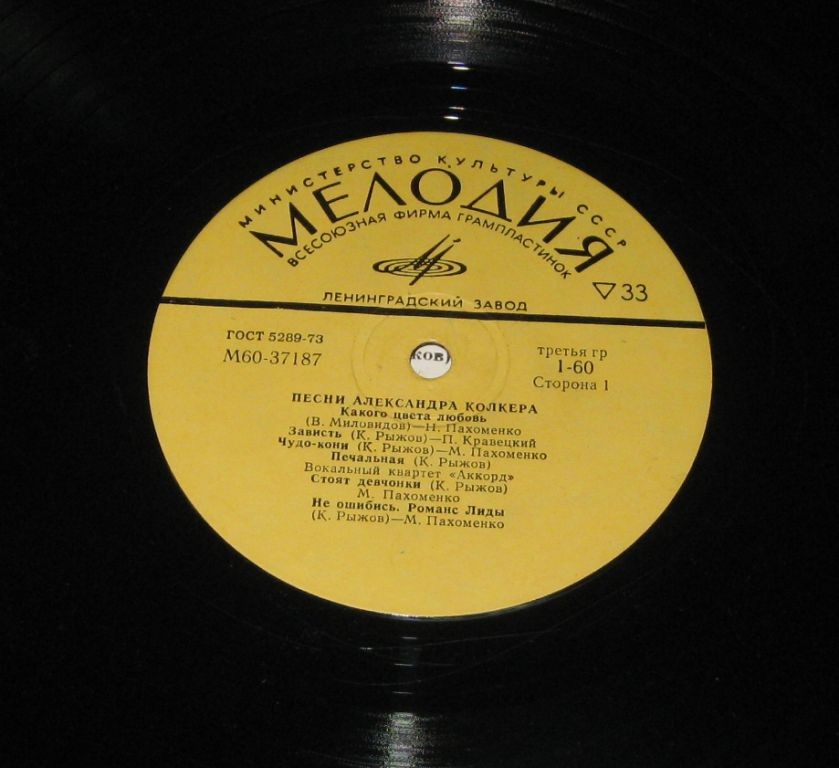 МИНИСТЕРСТВО КУЛЬТУРЫ СССР
МЕЛОДИЯ
ВСЕСОЮЗНАЯ ФИРМА ГРАМПЛАСТИНОК
▽33
ЛЕНИНГРАДСКИЙ ЗАВОД
ГОСТ 5289-73
М60-37187
ков)
третья гр
1-60
Сторона 1
ПЕСНИ АЛЕКСАНДРА КОЛКЕРА
Какого цвета любовь
(В. Миловидов)—Н. Пахоменко
Зависть (К. Рыжов)—П. Кравецкий
Чудо-кони (К. Рыжов)—М. Пахоменко
Печальная (К. Рыжов)
Вокальный квартет «Аккорд»
Стоят девчонки (К. Рыжов)
М. Пахоменко
Не ошибись. Романс Лиды
(К. Рыжов)—М. Пахоменко